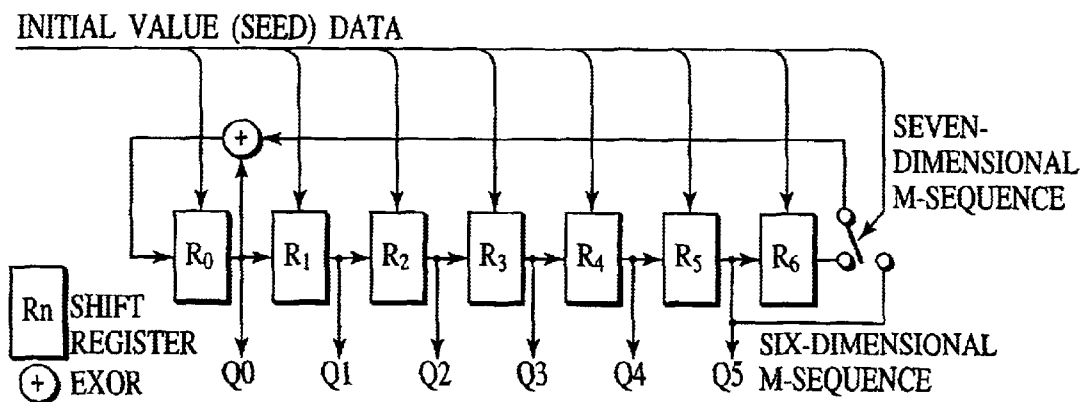 INITIAL VALUE (SEED) DATA
SEVEN-
DIMENSIONAL
M-SEQUENCE
R0 R1 R2 R3 R4 R5 R6
Rn SHIFT
REGISTER
+ EXOR
+
Q0 Q1 Q2 Q3 Q4 Q5
SIX-DIMENSIONAL
M-SEQUENCE